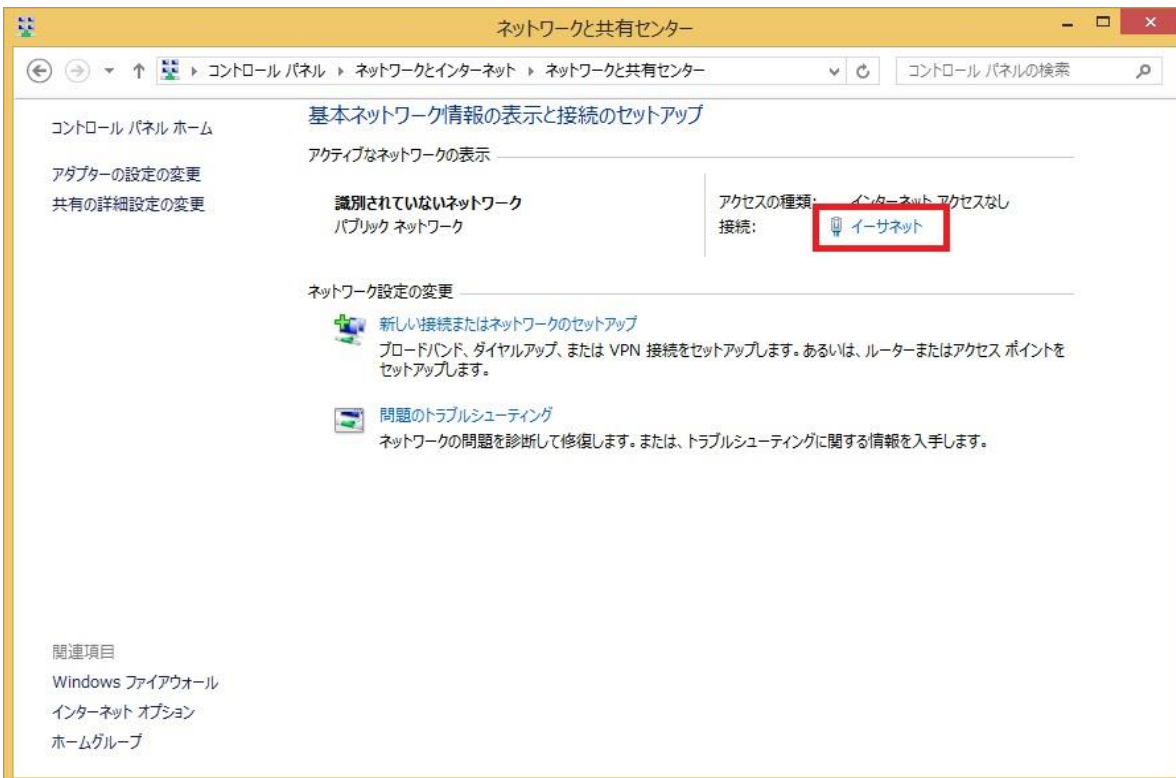 ネットワークと共有センター
コントロール パネル ネットワークとインターネット ネットワークと共有センター
コントロール パネルの検索
コントロール パネル ホーム
アダプターの設定の変更
共有の詳細設定の変更
基本ネットワーク情報の表示と接続のセットアップ
アクティブなネットワークの表示
識別されていないネットワーク
パブリック ネットワーク
アクセスの種類: インターネット アクセスなし
接続: イーサネット
ネットワーク設定の変更
新しい接続またはネットワークのセットアップ
ブロードバンド、ダイヤルアップ、または VPN 接続をセットアップします。あるいは、ルーターまたはアクセス ポイントを
セットアップします。
問題のトラブルシューティング
ネットワークの問題を診断して修復します。または、トラブルシューティングに関する情報を入手します。
関連項目
Windows ファイアウォール
インターネット オプション
ホームグループ